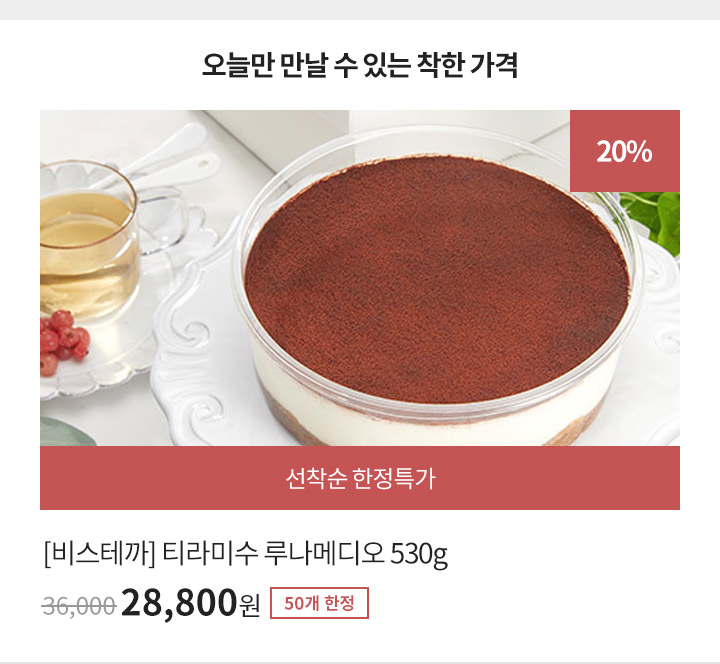 오늘만 만날 수 있는 착한 가격
20%
선착순 한정특가
[비스테까] 티라미수 루나메디오 530g
36,000 28,800원 50개 한정